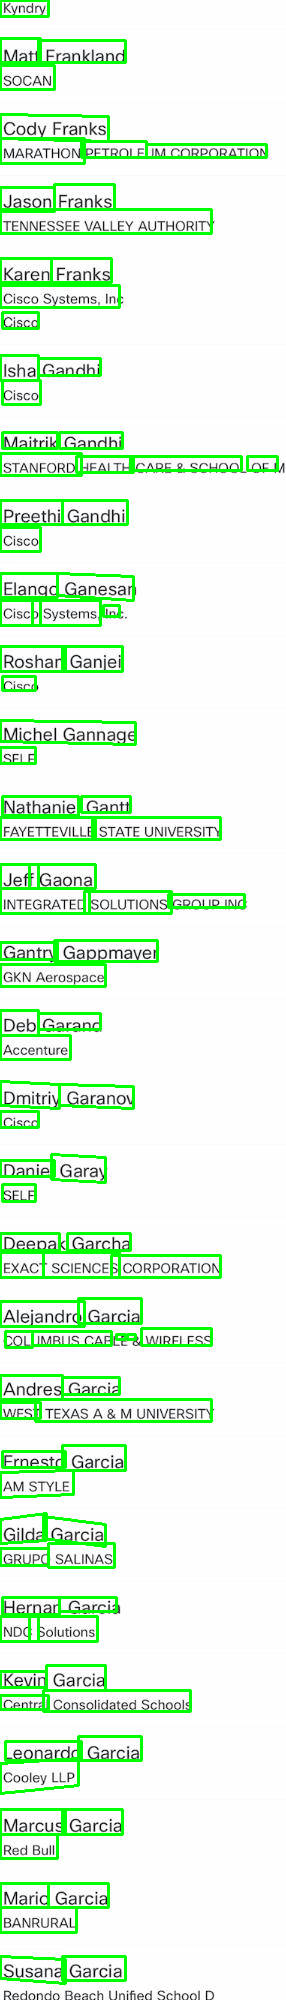 Kyndry
Matt Frankland
SOCAN
Cody Franks
MARATHON PETROLEUM CORPORATION
Jason Franks
TENNESSEE VALLEY AUTHORITY
Karen Franks
Cisco Systems, Inc
Cisco
Isha Gandhi
Cisco
Maitrik Gandhi
STANFORD HEALTH CARE & SCHOOL OF M
Preethi Gandhi
Cisco
Elango Ganesan
Cisco Systems, Inc.
Roshan Ganjei
Cisco
Michel Gannage
SELF
Nathaniel Gantt
FAYETTEVILLE STATE UNIVERSITY
Jeff Gaona
INTEGRATED SOLUTIONS GROUP INC
Gantry Gappmayer
GKN Aerospace
Deb Garand
Accenture
Dmitriy Garanov
Cisco
Daniel Garay
SELF
Deepak Garcha
EXACT SCIENCES CORPORATION
Alejandro Garcia
COLUMBUS CABLE & WIRELESS
Andres Garcia
WEST TEXAS A & M UNIVERSITY
Ernesto Garcia
AM STYLE
Gilda Garcia
GRUPO SALINAS
Hernan Garcia
NDC Solutions
Kevin Garcia
Central Consolidated Schools
Leonardo Garcia
Cooley LLP
Marcus Garcia
Red Bull
Mario Garcia
BANRURAL
Susana Garcia
Redondo Beach Unified School D